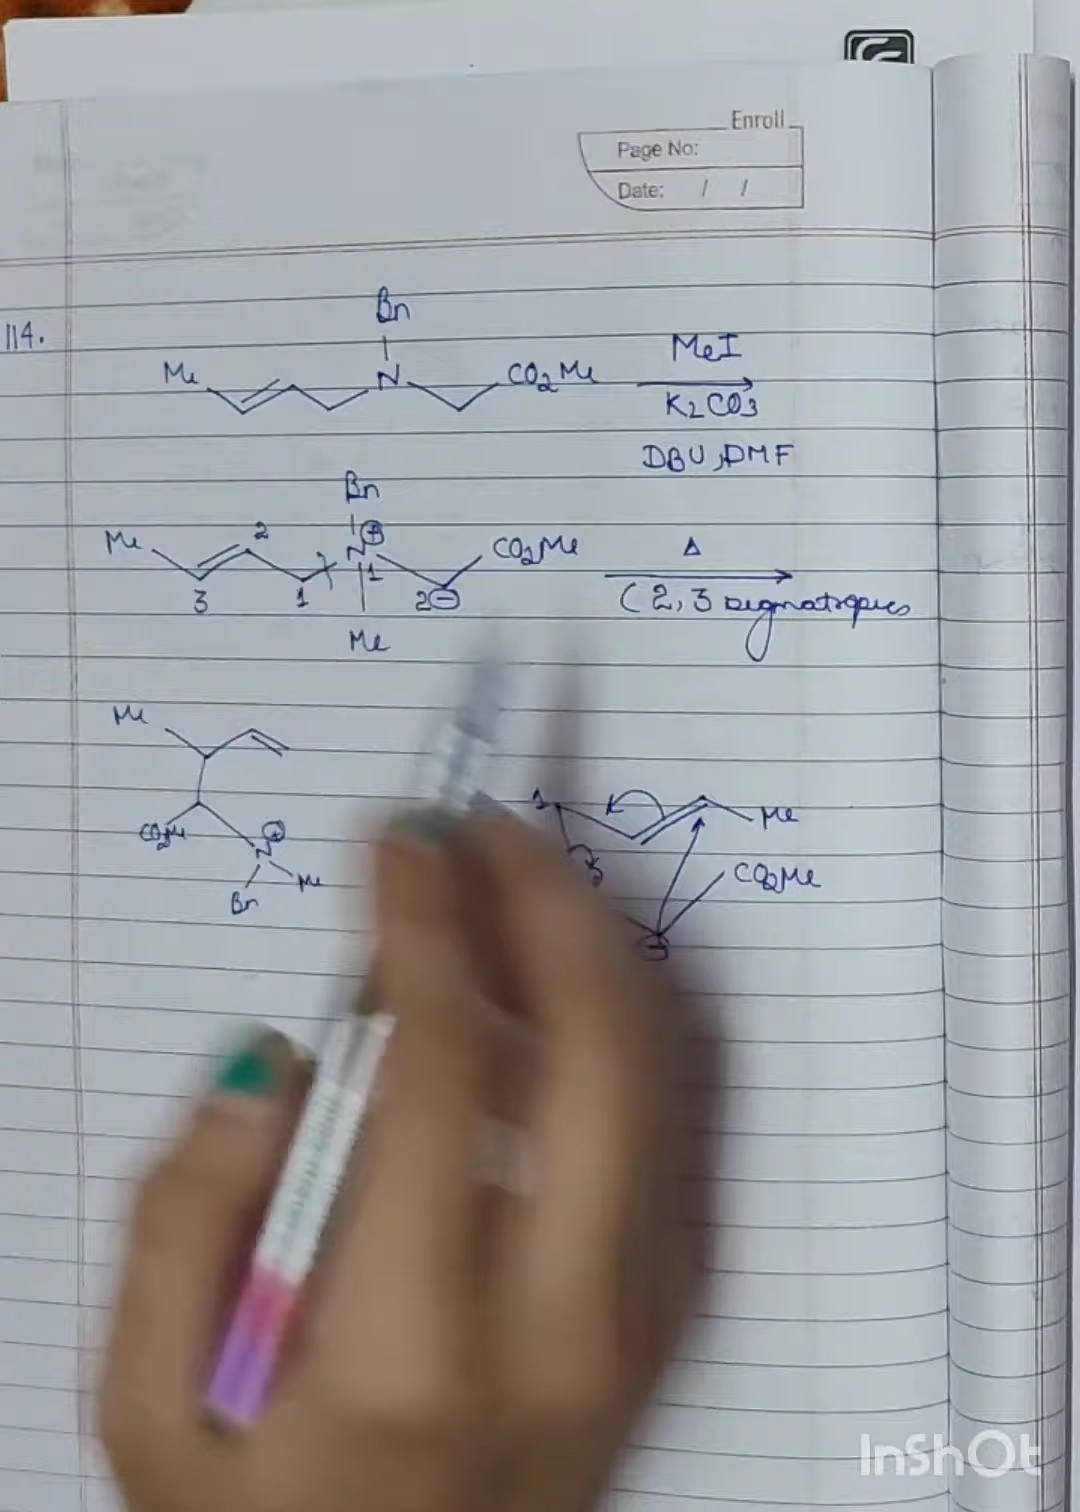 Enroll
Page No:
Date: / /
114.
Bn
Me N CO2Me MeI
K2CO3
DBU, DMF
Bn
Me 2 N ⊕ CO2Me Δ
3 1 1 2 ⊖ (2,3 sigmatropic
Me
Me
1 Me
CO2Me N ⊕ CO2Me
Bn Me
⊖
InShOt